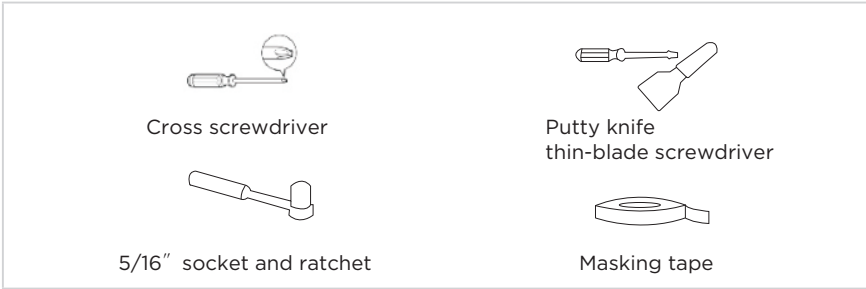 Cross screwdriver
Putty knife
thin-blade screwdriver
5/16″ socket and ratchet
Masking tape